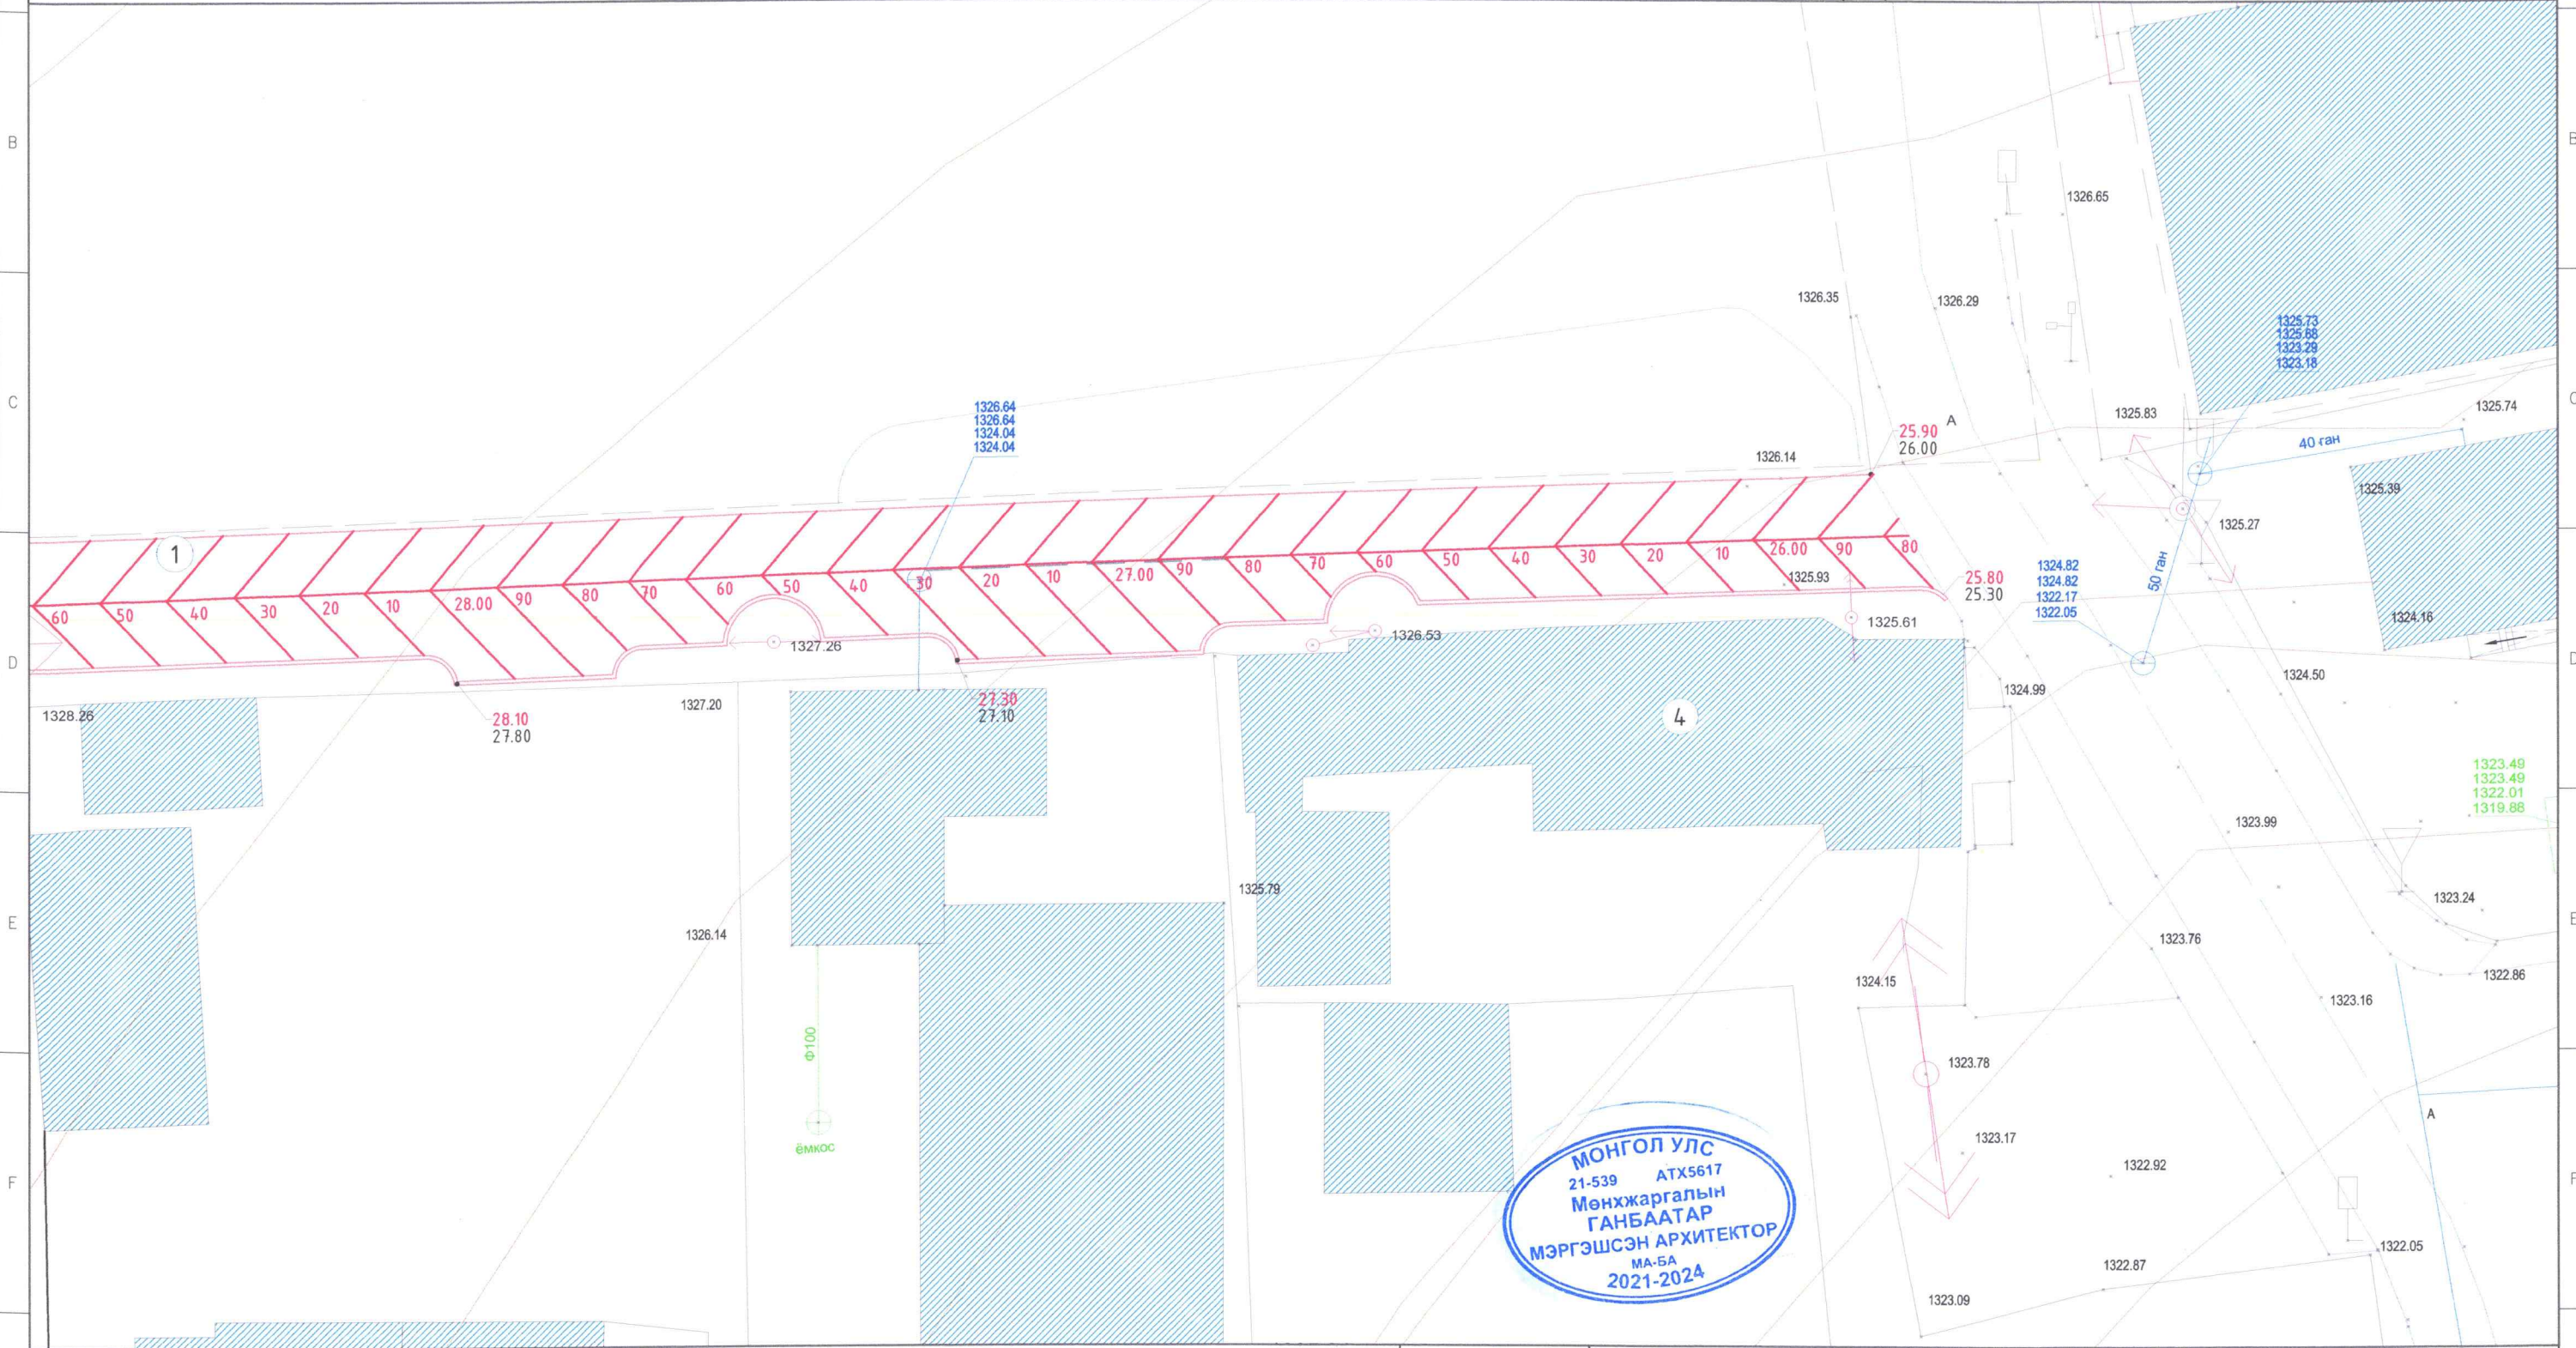 B
B
1326.65
1326.35
1326.29
1325.73
1325.68
1323.29
1323.18
C
C
1326.64
1326.64
1324.04
1324.04
25.90
26.00
A
1325.83
1325.74
40 ган
1326.14
1325.39
1325.27
1
50 ган
60 50 40 30 20 10 28.00 90 80 70 60 50 40 30 20 10 27.00 90 80 70 60 50 40 30 20 10 26.00 90 80
1325.93
25.80
25.30
1324.82
1324.82
1322.17
1322.05
1325.61
1324.16
1327.26
1326.53
D
D
1324.50
1324.99
1328.26
28.10
27.80
1327.20
27.30
27.10
4
1323.49
1323.49
1322.01
1319.88
1323.99
1325.79
1323.24
E
E
1326.14
1323.76
1324.15
1322.86
1323.16
Ф100
1323.78
A
ёмкос
1323.17
1322.92
F
F
МОНГОЛ УЛС
21-539 АТХ5617
Мөнхжаргалын
ГАНБААТАР
МЭРГЭШСЭН АРХИТЕКТОР
МА-БА
2021-2024
1322.05
1322.87
1323.09